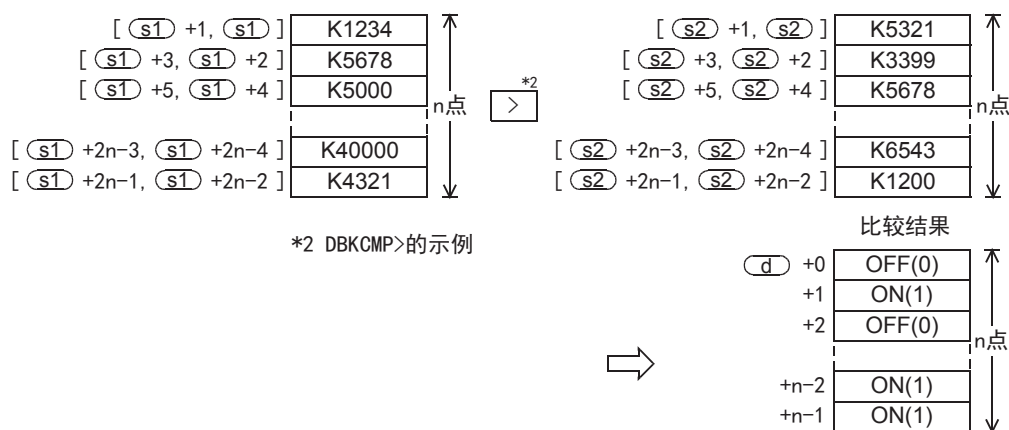 [ s1 +1, s1 ] K1234
[ s1 +3, s1 +2 ] K5678
[ s1 +5, s1 +4 ] K5000
[ s1 +2n-3, s1 +2n-4 ] K40000
[ s1 +2n-1, s1 +2n-2 ] K4321
n点
*2
>
[ s2 +1, s2 ] K5321
[ s2 +3, s2 +2 ] K3399
[ s2 +5, s2 +4 ] K5678
[ s2 +2n-3, s2 +2n-4 ] K6543
[ s2 +2n-1, s2 +2n-2 ] K1200
n点
*2 DBKCMP>的示例
比较结果
d +0 OFF(0)
+1 ON(1)
+2 OFF(0)
+n-2 ON(1)
+n-1 ON(1)
n点